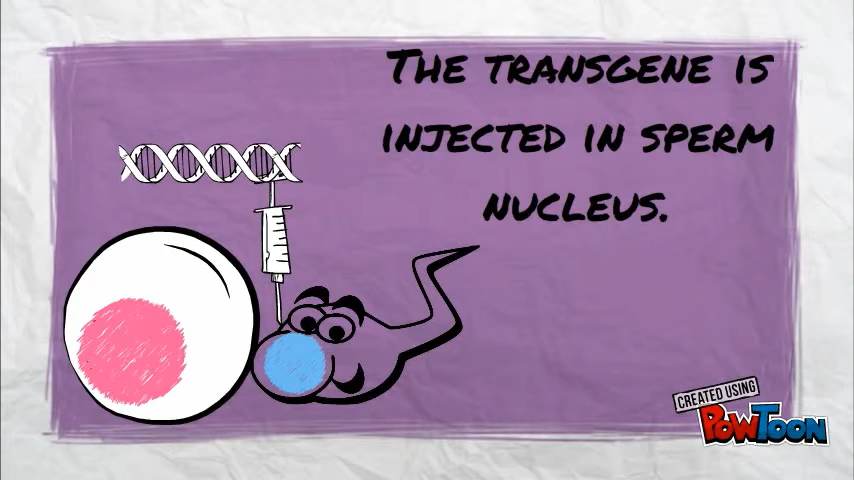 THE TRANSGENE IS
INJECTED IN SPERM
NUCLEUS.
CREATED USING
POWTOON